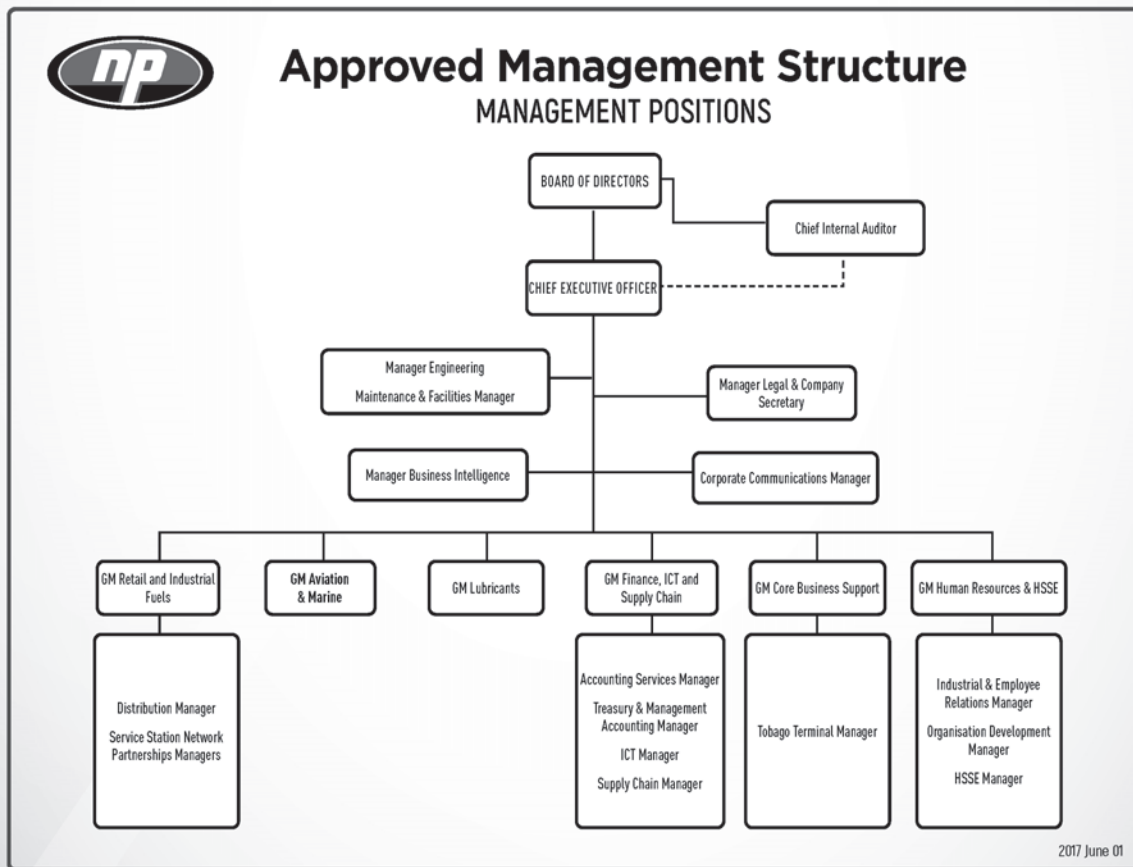 np
Approved Management Structure
MANAGEMENT POSITIONS
BOARD OF DIRECTORS
Chief Internal Auditor
CHIEF EXECUTIVE OFFICER
Manager Engineering
Maintenance & Facilities Manager
Manager Legal & Company
Secretary
Manager Business Intelligence
Corporate Communications Manager
GM Retail and Industrial
Fuels
GM Aviation
& Marine
GM Lubricants
GM Finance, ICT and
Supply Chain
GM Core Business Support
GM Human Resources & HSSE
Distribution Manager
Service Station Network
Partnerships Managers
Accounting Services Manager
Treasury & Management
Accounting Manager
ICT Manager
Supply Chain Manager
Tobago Terminal Manager
Industrial & Employee
Relations Manager
Organisation Development
Manager
HSSE Manager
2017 June 01